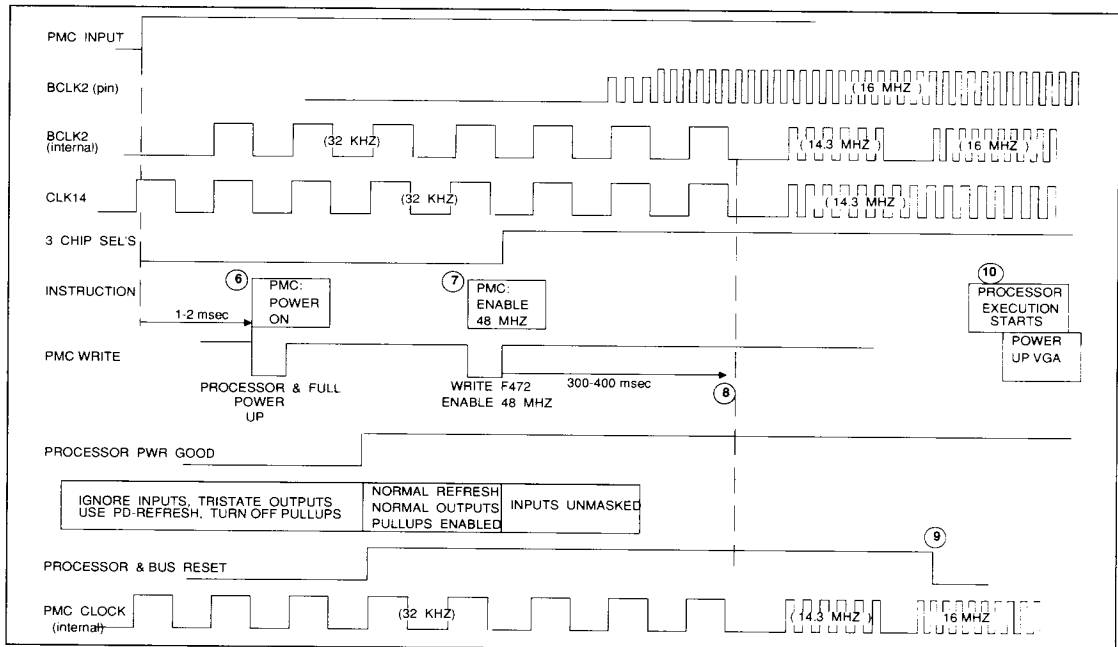 PMC INPUT
BCLK2 (pin)
( 16 MHZ )
BCLK2
(internal)
(32 KHZ)
(14.3 MHZ)
( 16 MHZ )
CLK14
(32 KHZ)
( 14.3 MHZ )
3 CHIP SEL'S
INSTRUCTION
6
PMC:
POWER
ON
7
PMC:
ENABLE
48 MHZ
10
PROCESSOR
EXECUTION
STARTS
1-2 msec
POWER
UP VGA
PMC WRITE
PROCESSOR & FULL
POWER
UP
WRITE F472
ENABLE 48 MHZ
300-400 msec
8
PROCESSOR PWR GOOD
IGNORE INPUTS, TRISTATE OUTPUTS
USE PD-REFRESH, TURN OFF PULLUPS
NORMAL REFRESH
NORMAL OUTPUTS
PULLUPS ENABLED
INPUTS UNMASKED
9
PROCESSOR & BUS RESET
PMC CLOCK
(internal)
(32 KHZ)
( 14.3 MHZ )
16 MHZ